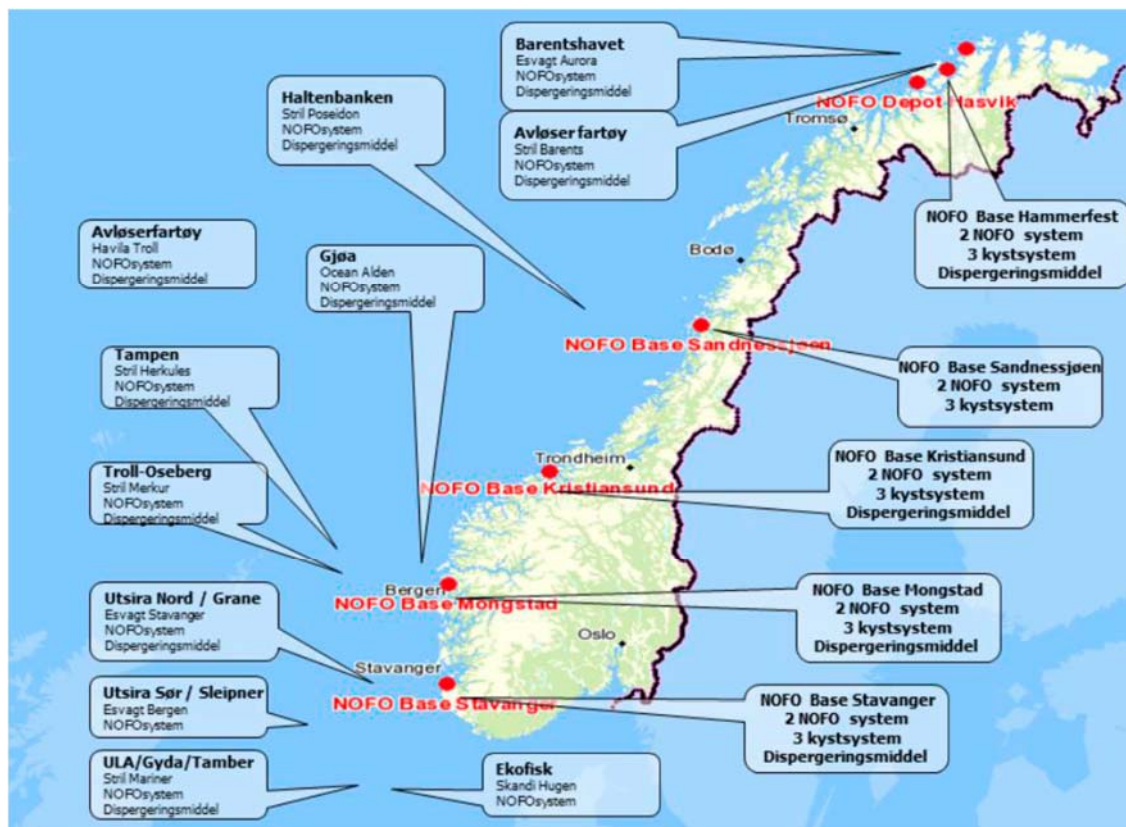 Barentshavet
Esvagt Aurora
NOFOsystem
Dispergeringsmiddel
Haltenbanken
Stril Poseidon
NOFOsystem
Dispergeringsmiddel
NOFO Depot Hasvik
Tromsø
Avløser fartøy
Stril Barents
NOFOsystem
Dispergeringsmiddel
NOFO Base Hammerfest
2 NOFO system
3 kystsystem
Dispergeringsmiddel
Avløserfartøy
Havila Troll
NOFOsystem
Dispergeringsmiddel
Gjøa
Ocean Alden
NOFOsystem
Dispergeringsmiddel
Bodø
NOFO Base Sandnessjøen
Tampen
Stril Herkules
NOFOsystem
Dispergeringsmiddel
NOFO Base Sandnessjøen
2 NOFO system
3 kystsystem
Trondheim
NOFO Base Kristiansund
Troll-Oseberg
Stril Merkur
NOFOsystem
Dispergeringsmiddel
NOFO Base Kristiansund
2 NOFO system
3 kystsystem
Dispergeringsmiddel
Bergen
NOFO Base Mongstad
Utsira Nord / Grane
Esvagt Stavanger
NOFOsystem
Dispergeringsmiddel
NOFO Base Mongstad
2 NOFO system
3 kystsystem
Dispergeringsmiddel
Oslo
Stavanger
NOFO Base Stavanger
Utsira Sør / Sleipner
Esvagt Bergen
NOFOsystem
NOFO Base Stavanger
2 NOFO system
3 kystsystem
Dispergeringsmiddel
ULA/Gyda/Tamber
Stril Mariner
NOFOsystem
Dispergeringsmiddel
Ekofisk
Skandi Hugen
NOFOsystem